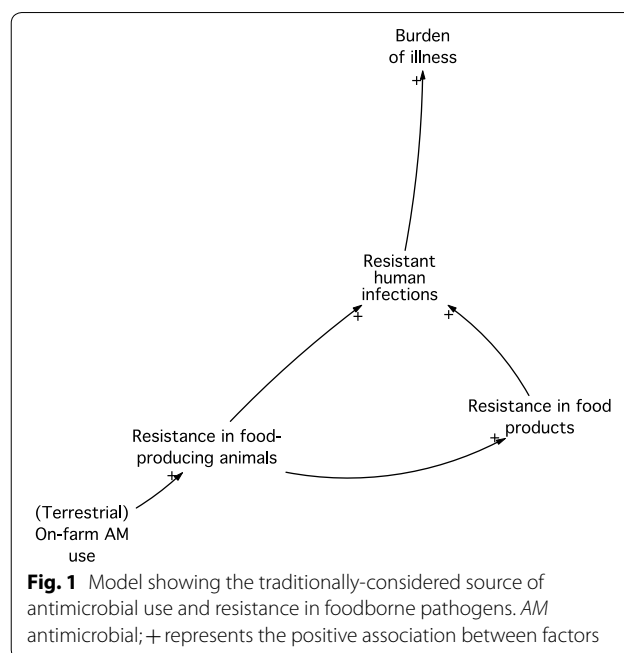 Burden
of illness
+
Resistant
human
infections
+
+
Resistance in food
products
Resistance in food-
producing animals
+
+
(Terrestrial)
On-farm AM
use
Fig. 1 Model showing the traditionally-considered source of
antimicrobial use and resistance in foodborne pathogens. AM
antimicrobial; + represents the positive association between factors